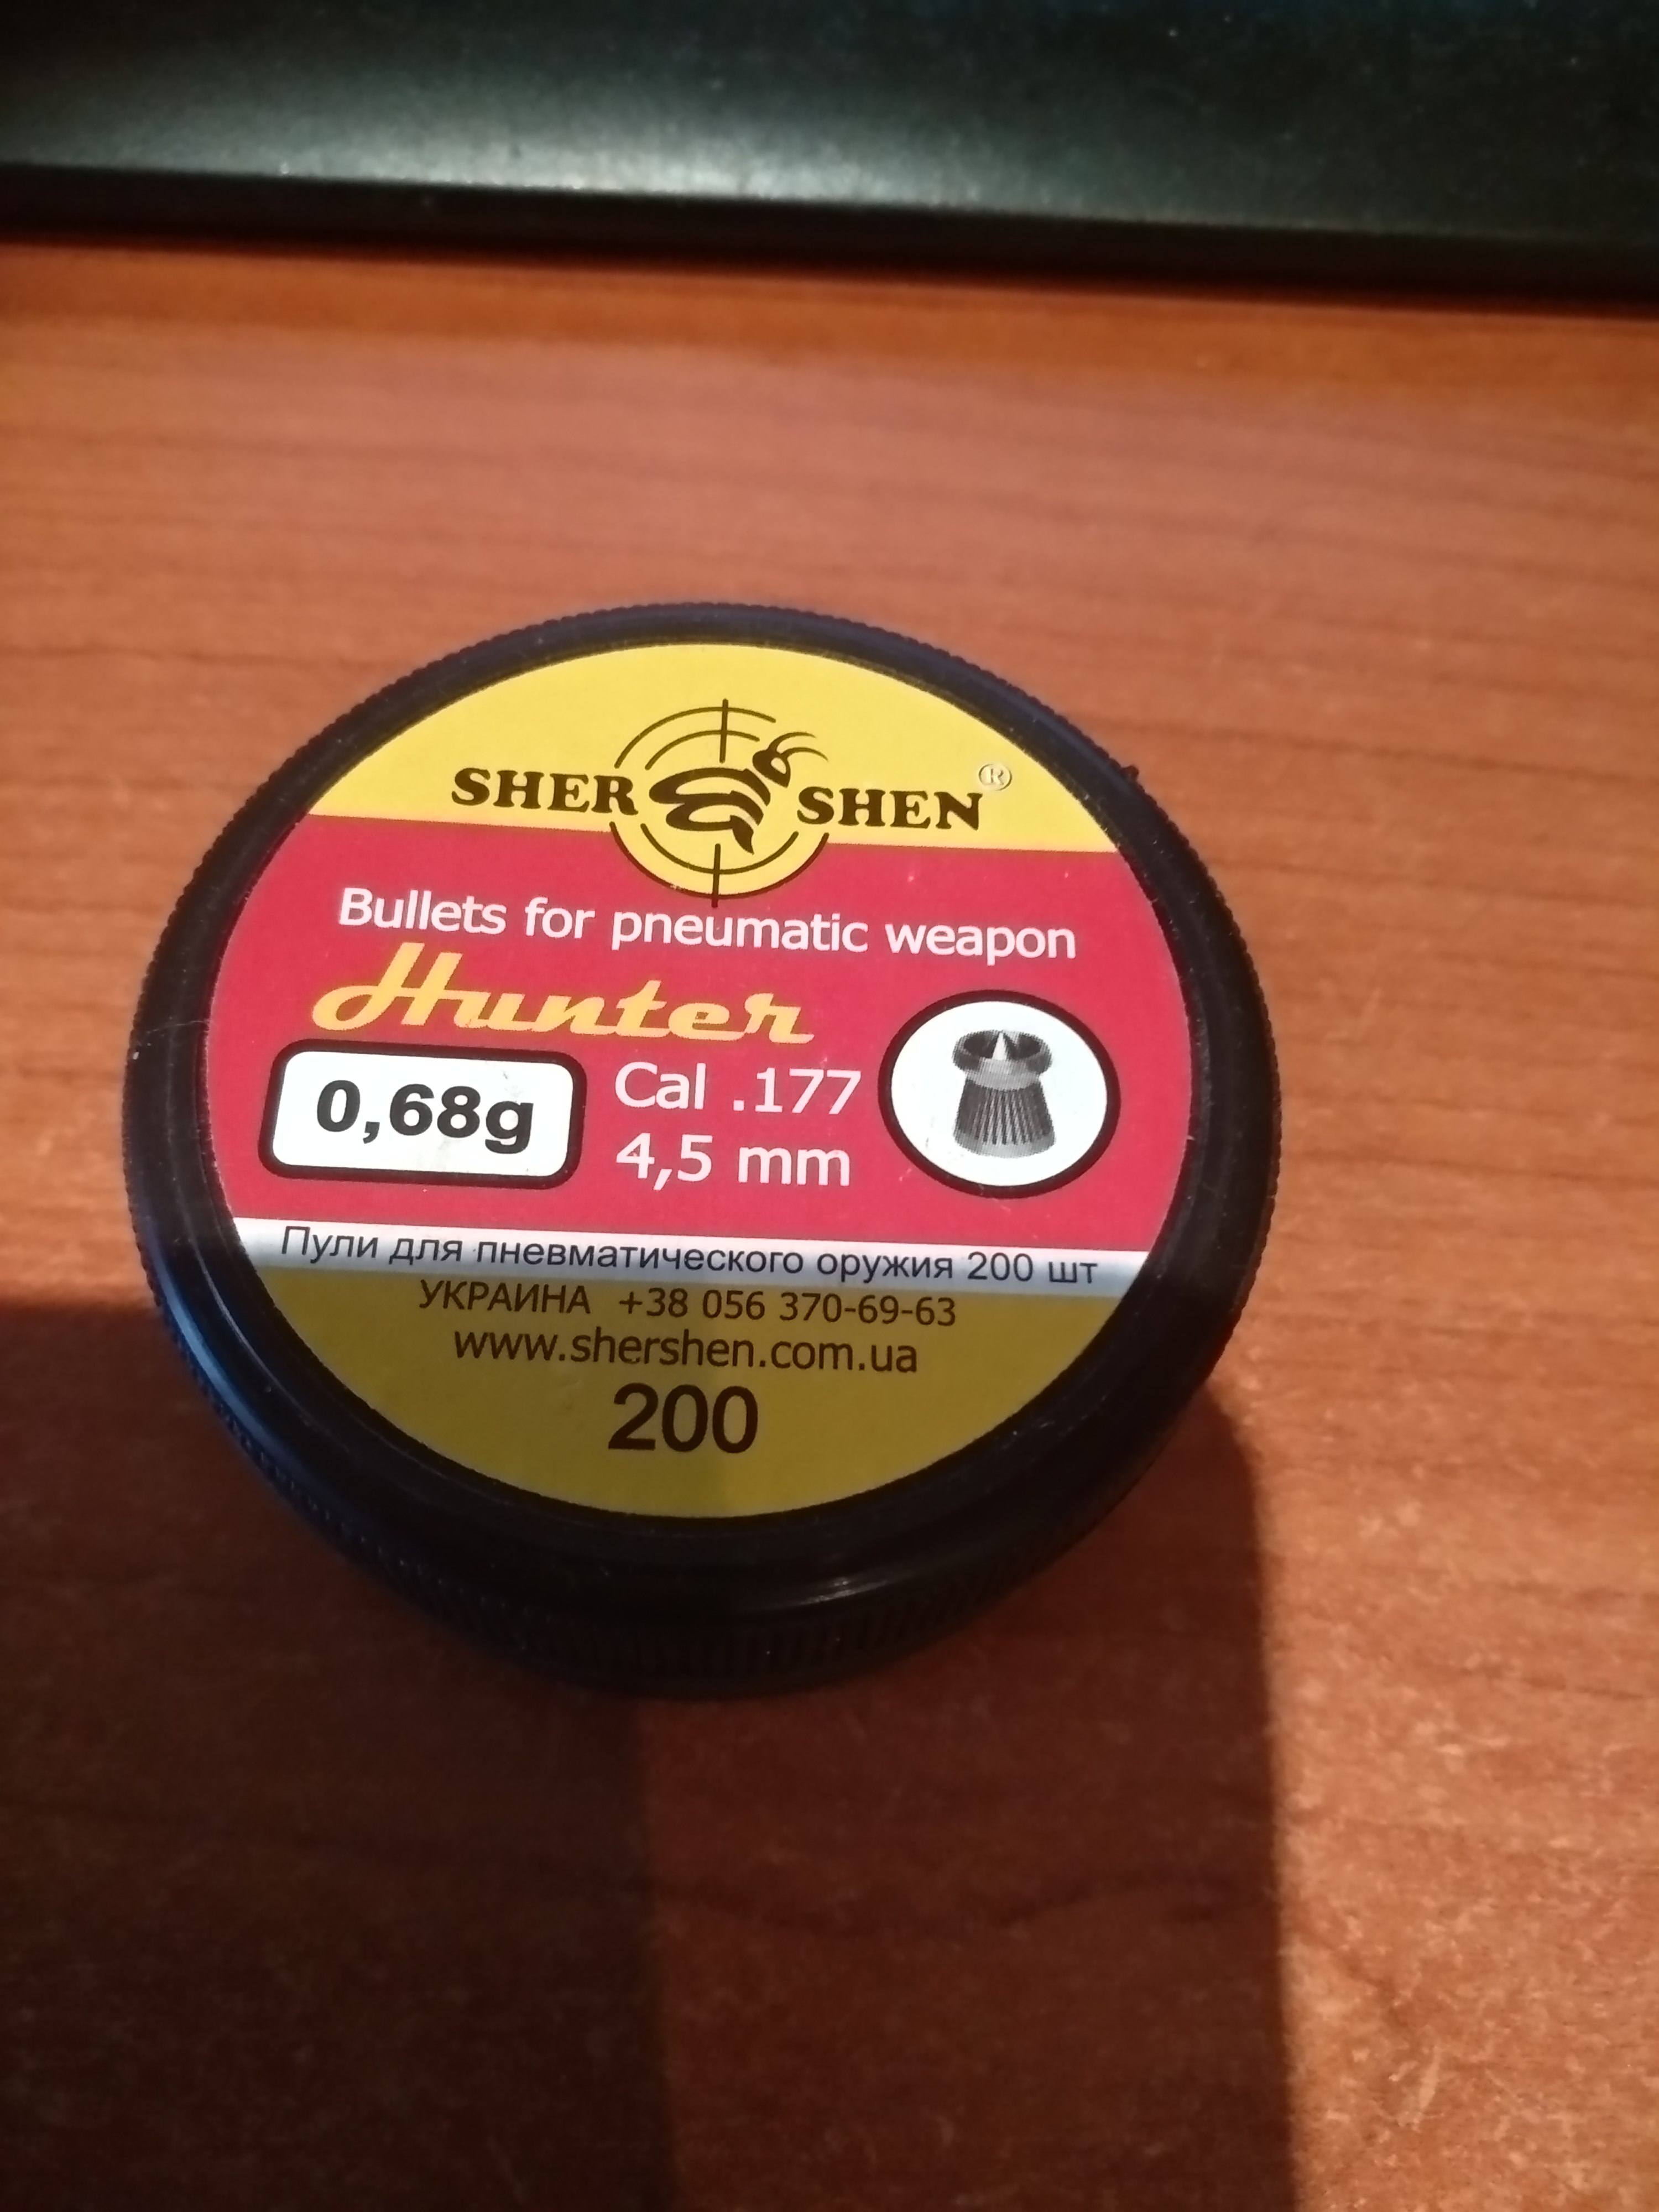 SHER SHEN ®
Bullets for pneumatic weapon
Hunter
0,68g
Cal .177
4,5 mm
Пули для пневматического оружия 200 шт
УКРАИНА +38 056 370-69-63
www.shershen.com.ua
200